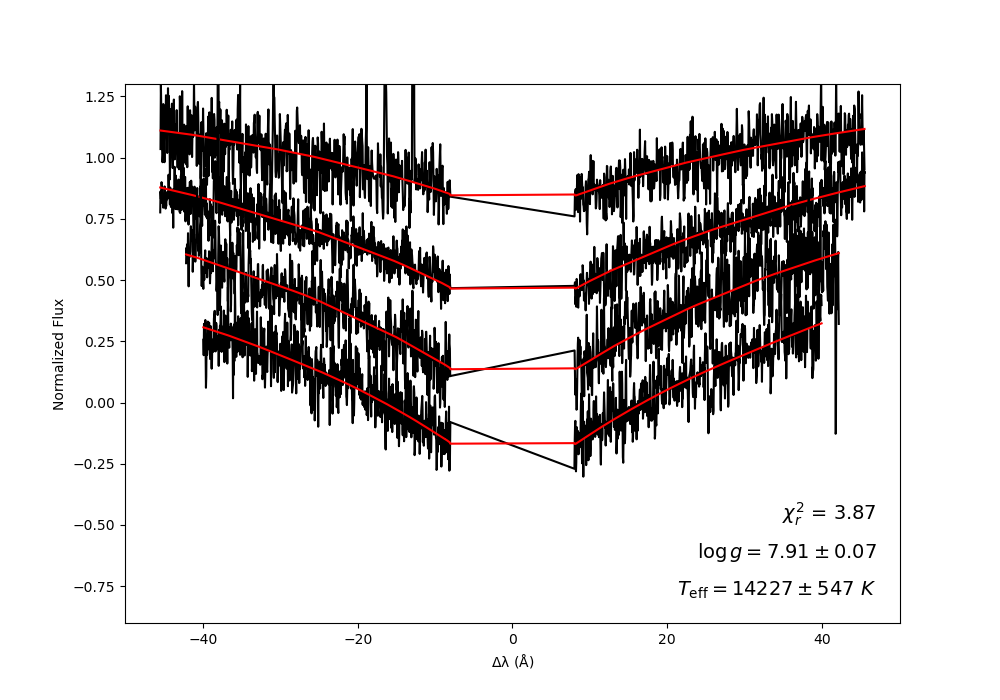 1.25
1.00
0.75
0.50
0.25
0.00
−0.25
−0.50
−0.75
Normalized Flux
χ²ᵣ = 3.87
log g = 7.91 ± 0.07
T_eff = 14227 ± 547 K
−40 −20 0 20 40
Δλ (Å)